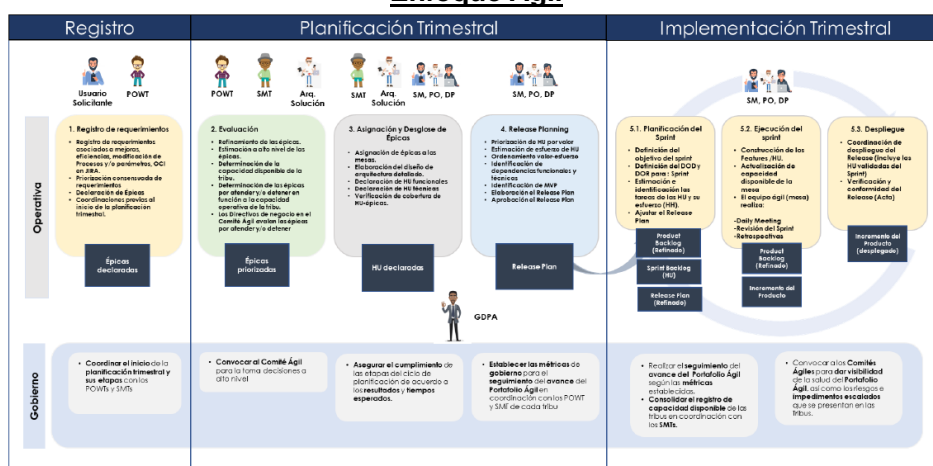 Enfoque Ágil
Registro
Planificación Trimestral
Implementación Trimestral
Usuario
Solicitante
POWT
POWT
SMT
Arq.
Solución
SMT
Arq.
Solución
SM, PO, DP
SM, PO, DP
SM, PO, DP
Operativa
1. Registro de requerimientos
• Registro de requerimientos
asociados a mejoras,
eficiencias, modificación de
Procesos y/o parámetros, OCI
en JIRA.
• Priorización consensuada de
requerimientos
• Declaración de Épicas
• Coordinaciones previas al
inicio de la planificación
trimestral.
Épicas
declaradas
2. Evaluación
• Refinamiento de las épicas.
• Estimación a alto nivel de las
épicas.
• Determinación de la
capacidad disponible de la
tribu.
• Determinación de las épicas
por atender y/o detener en
función a la capacidad
operativa de la tribu.
• Los Directivos de negocio en el
Comité Ágil evalúan las épicas
por atender y/o detener
Épicas
priorizadas
3. Asignación y Desglose de
Épicas
• Asignación de épicas a las
mesas.
• Elaboración del diseño de
arquitectura detallado.
• Declaración de HU funcionales
• Declaración de HU técnicas
• Verificación de cobertura de
HU-épicas.
HU declaradas
4. Release Planning
• Priorización de HU por valor
• Estimación de esfuerzo de HU
• Ordenamiento valor-esfuerzo
• Identificación de
dependencias funcionales y
técnicas
• Identificación de MVP
• Elaboración el Release Plan
• Aprobación el Release Plan
Release Plan
5.1. Planificación del
Sprint
• Definición del
objetivo del sprint
• Definición del DOD y
DOR para : Sprint
• Estimación e
identificación las
tareas de las HU y su
esfuerzo (HH).
• Ajustar el Release
Plan
Product
Backlog
(Refinado)
Sprint Backlog
(HU)
Release Plan
(Refinado)
5.2. Ejecución del
sprint
• Construcción de las
Features /HU.
• Actualización de
capacidad
disponible de la
mesa
• El equipo ágil (mesa)
realiza:
-Daily Meeting
-Revisión del Sprint
-Retrospectivas
Product
Backlog
(Refinado)
Incremento del
Producto
5.3. Despliegue
• Coordinación de
despliegue del
Release (incluye las
HU validadas del
Sprint)
• Verificación y
conformidad del
Release (Acta)
Incremento del
Producto
(desplegado)
GDPA
Gobierno
• Coordinar el inicio de la
planificación trimestral y
sus etapas con los
POWTs y SMTs
• Convocar al Comité Ágil
para la toma decisiones a
alto nivel
• Asegurar el cumplimiento de
las etapas del ciclo de
planificación de acuerdo a
los resultados y tiempos
esperados.
• Establecer las métricas de
gobierno para el
seguimiento del avance del
Portafolio Ágil en
coordinación con los POWT
y SMT de cada tribu
• Realizar el seguimiento del
avance del Portafolio Ágil
según las métricas
establecidas.
• Consolidar el registro de
capacidad disponible de las
tribus en coordinación con
los SMTs.
• Convocar a los Comités
Ágiles para dar visibilidad
de la salud del Portafolio
Ágil, así como los riesgos e
impedimentos escalados
que se presentan en las
tribus.